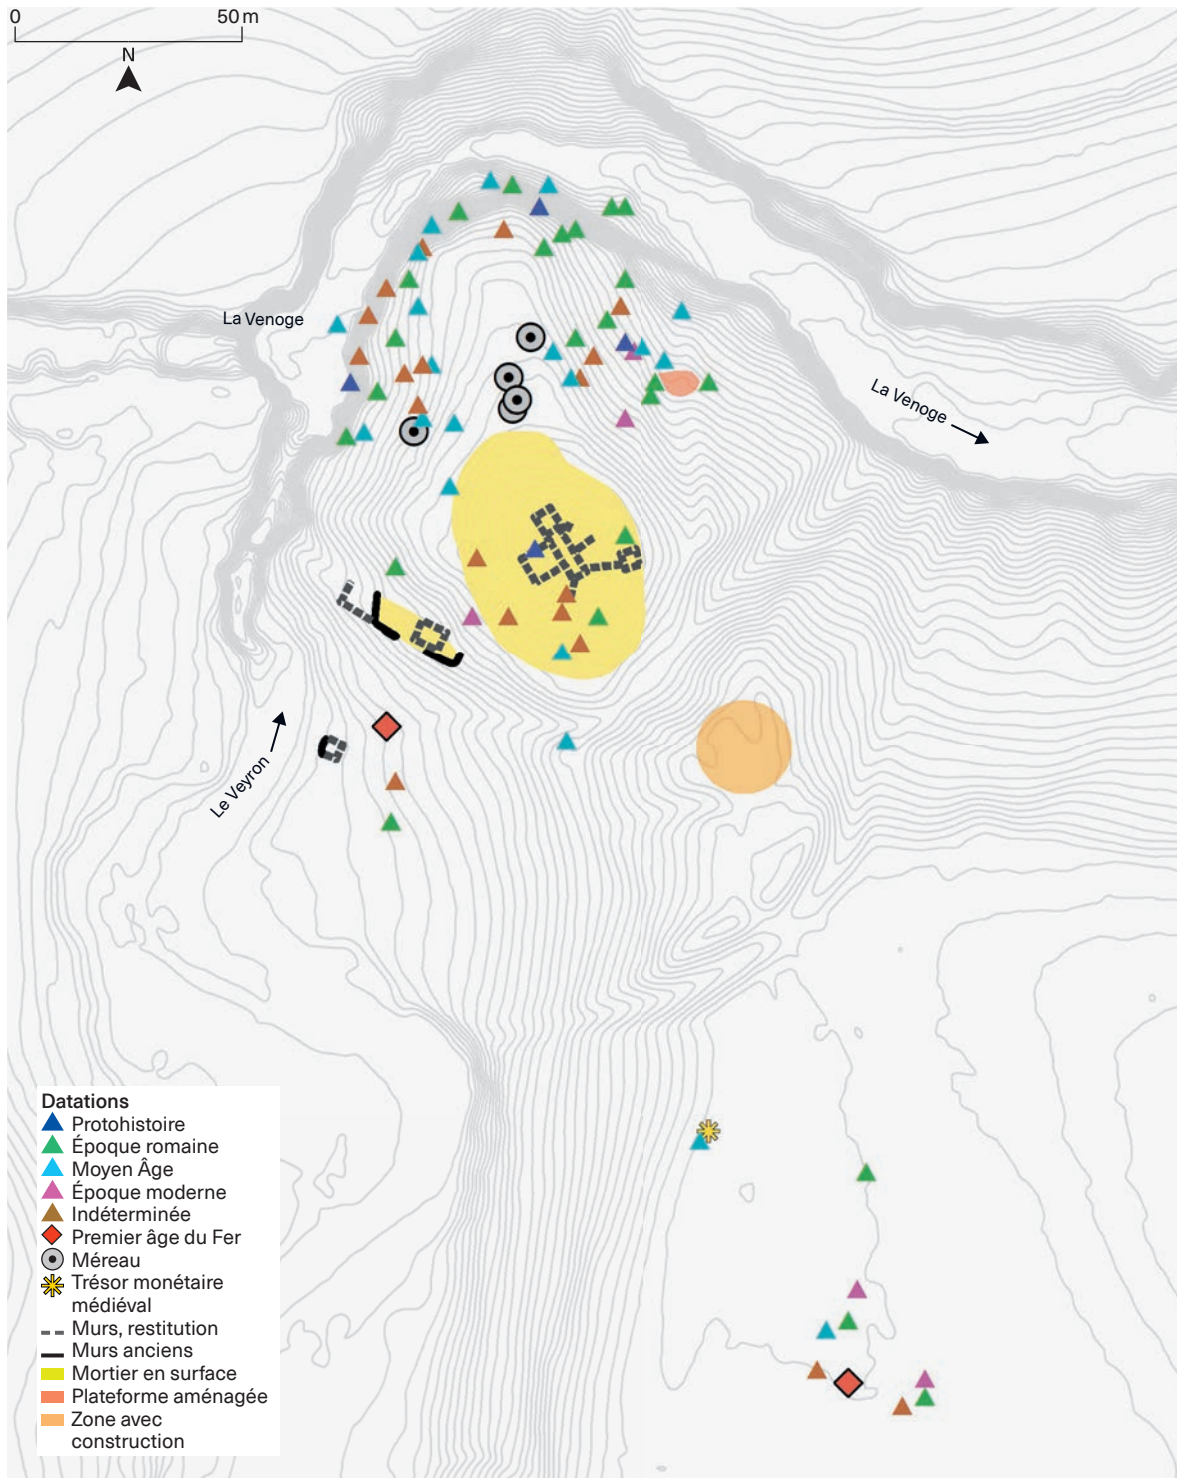 0 50 m
N
La Venoge
La Venoge
Le Veyron
Datations
Protohistoire
Époque romaine
Moyen Âge
Époque moderne
Indéterminée
Premier âge du Fer
Méreau
Trésor monétaire
médiéval
Murs, restitution
Murs anciens
Mortier en surface
Plateforme aménagée
Zone avec
construction